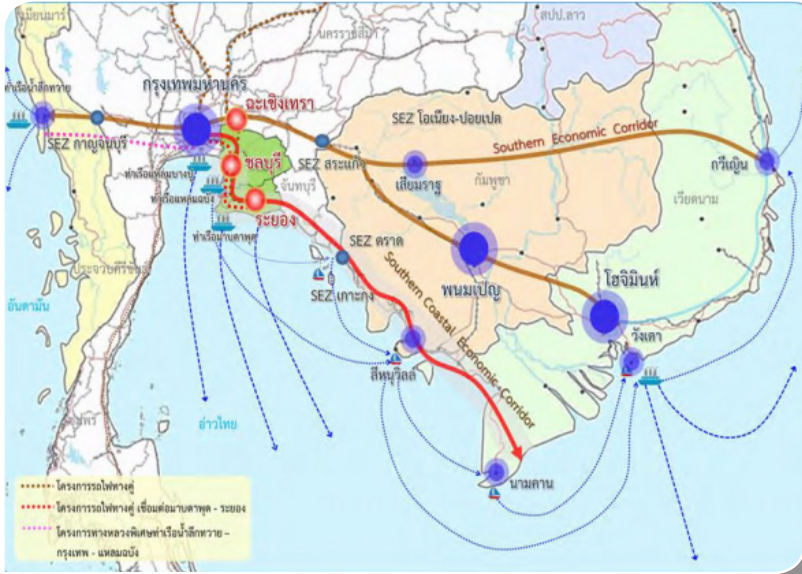 เมียนมาร์
นครราชสีมา
สปป.ลาว
กรุงเทพมหานคร
ท่าเรือน้ำลึกทวาย
ฉะเชิงเทรา
SEZ โอเนียง-ปอยเปต
Southern Economic Corridor
SEZ กาญจนบุรี
SEZ สระแก้ว
ชลบุรี
กวีเญิน
เสียมราฐ
กัมพูชา
จันทบุรี
เวียดนาม
ท่าเรือแหลมฉบัง
ระยอง
ท่าเรือมาบตาพุด
SEZ ตราด
ประจวบคีรีขันธ์
พนมเปญ
โฮจิมินห์
SEZ เกาะกง
Southern Coastal Economic Corridor
อันดามัน
วังเตา
สีหนุวิลล์
อ่าวไทย
นามคาน
โครงการรถไฟทางคู่
โครงการรถไฟทางคู่ เชื่อมต่อมาบตาพุด - ระยอง
โครงการทางหลวงพิเศษท่าเรือน้ำลึกทวาย –
กรุงเทพ - แหลมฉบัง